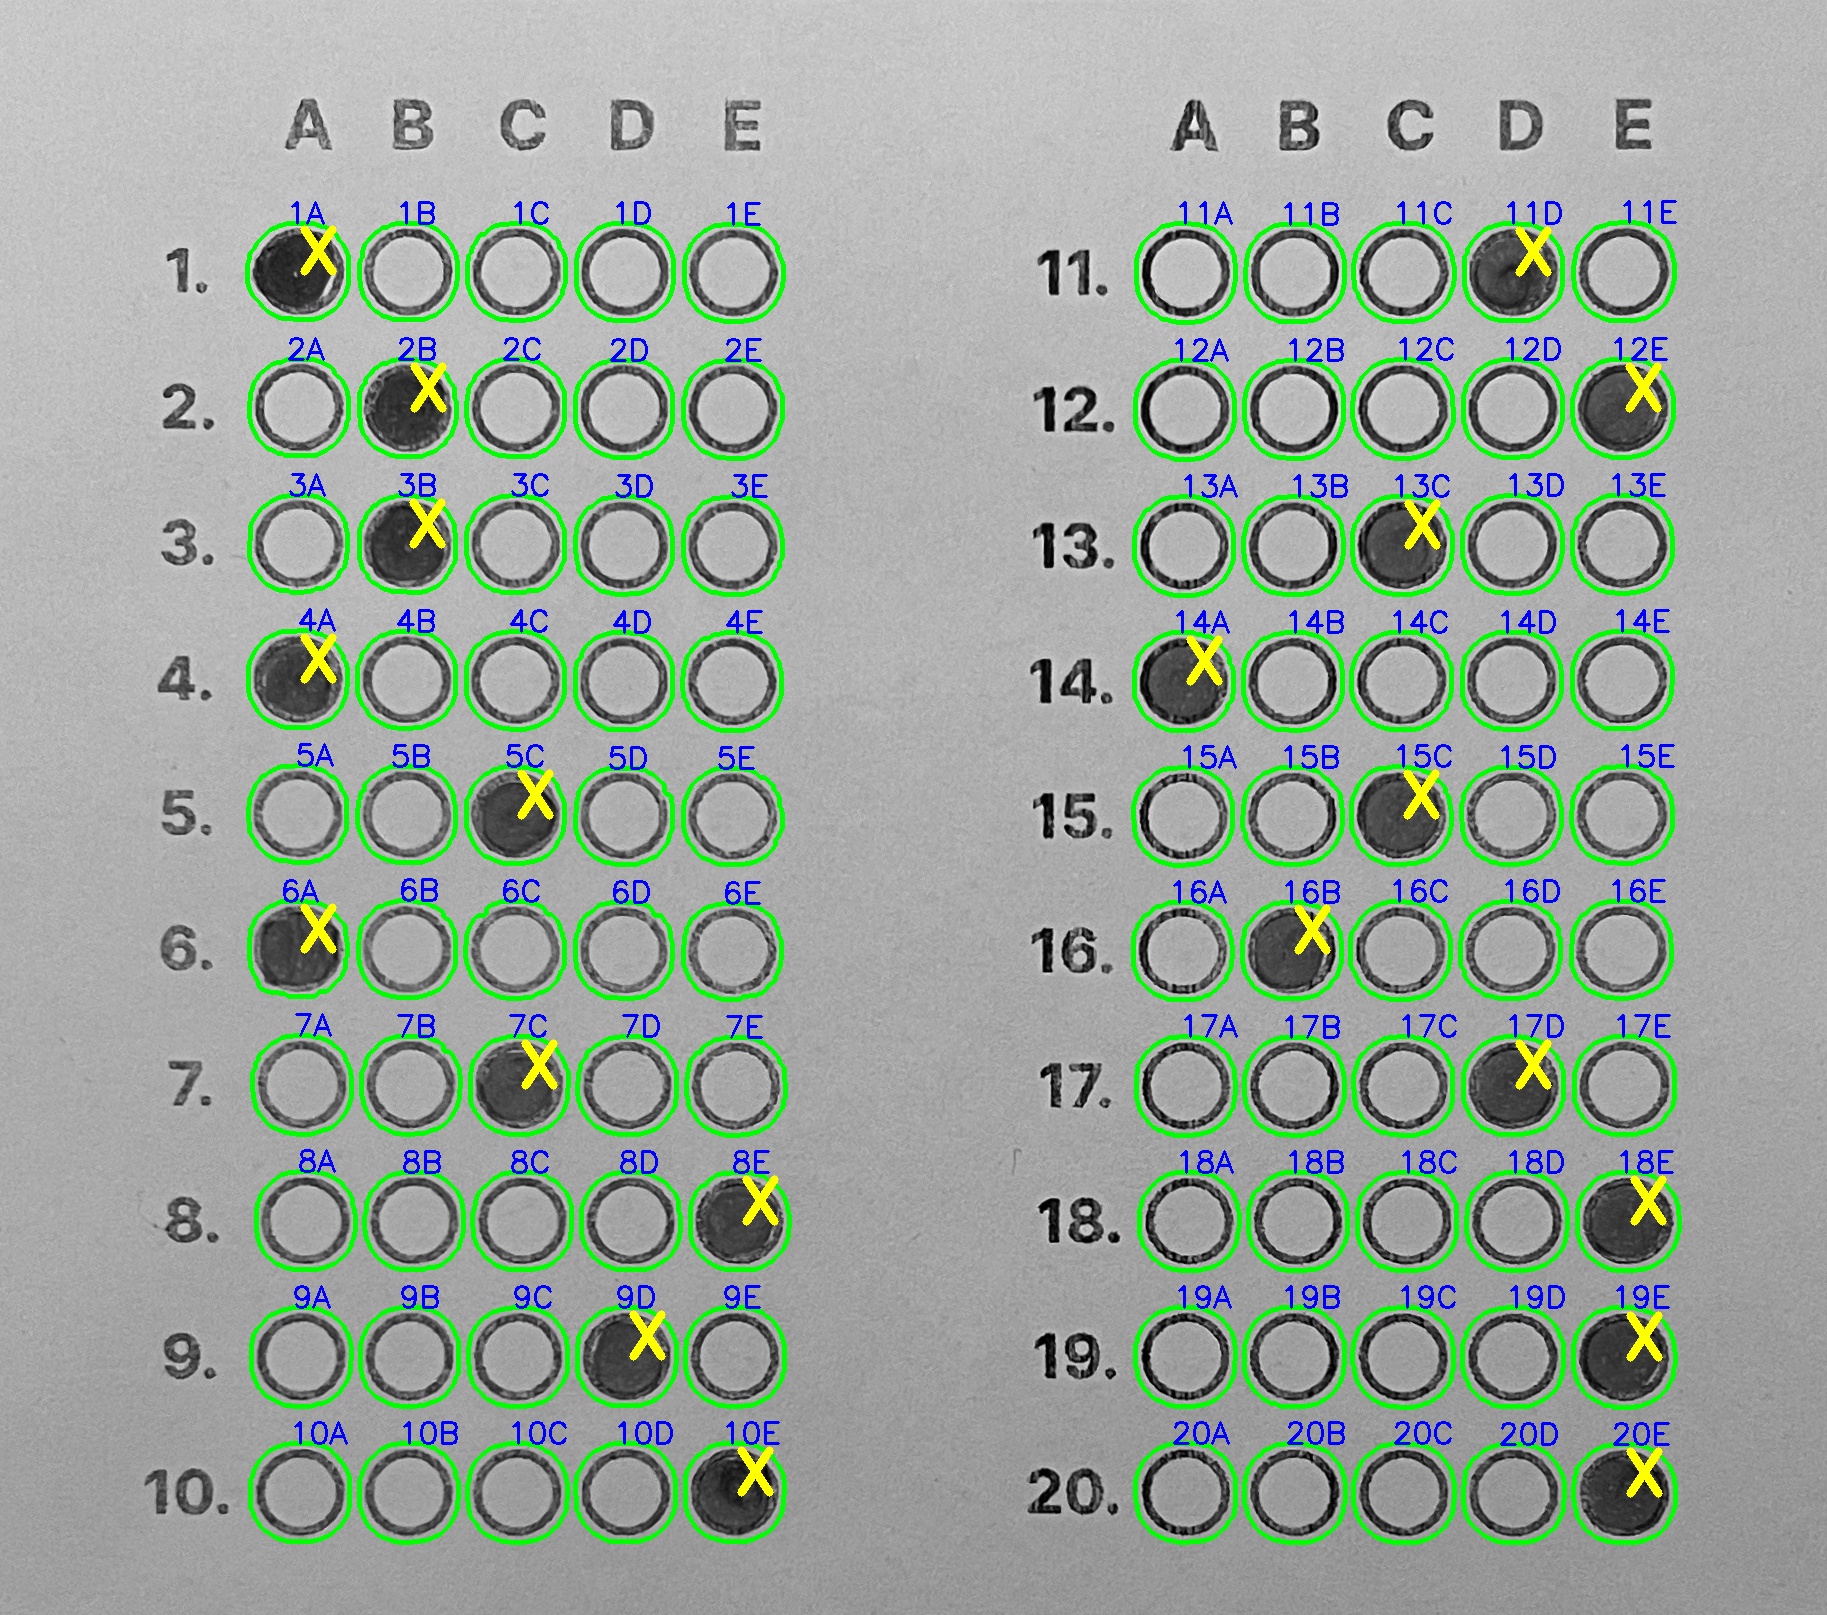 A B C D E
1A 1B 1C 1D 1E
1. X
2A 2B 2C 2D 2E
2. X
3A 3B 3C 3D 3E
3. X
4A 4B 4C 4D 4E
4. X
5A 5B 5C 5D 5E
5. X
6A 6B 6C 6D 6E
6. X
7A 7B 7C 7D 7E
7. X
8A 8B 8C 8D 8E
8. X
9A 9B 9C 9D 9E
9. X
10A 10B 10C 10D 10E
10. X
A B C D E
11A 11B 11C 11D 11E
11. X
12A 12B 12C 12D 12E
12. X
13A 13B 13C 13D 13E
13. X
14A 14B 14C 14D 14E
14. X
15A 15B 15C 15D 15E
15. X
16A 16B 16C 16D 16E
16. X
17A 17B 17C 17D 17E
17. X
18A 18B 18C 18D 18E
18. X
19A 19B 19C 19D 19E
19. X
20A 20B 20C 20D 20E
20. X